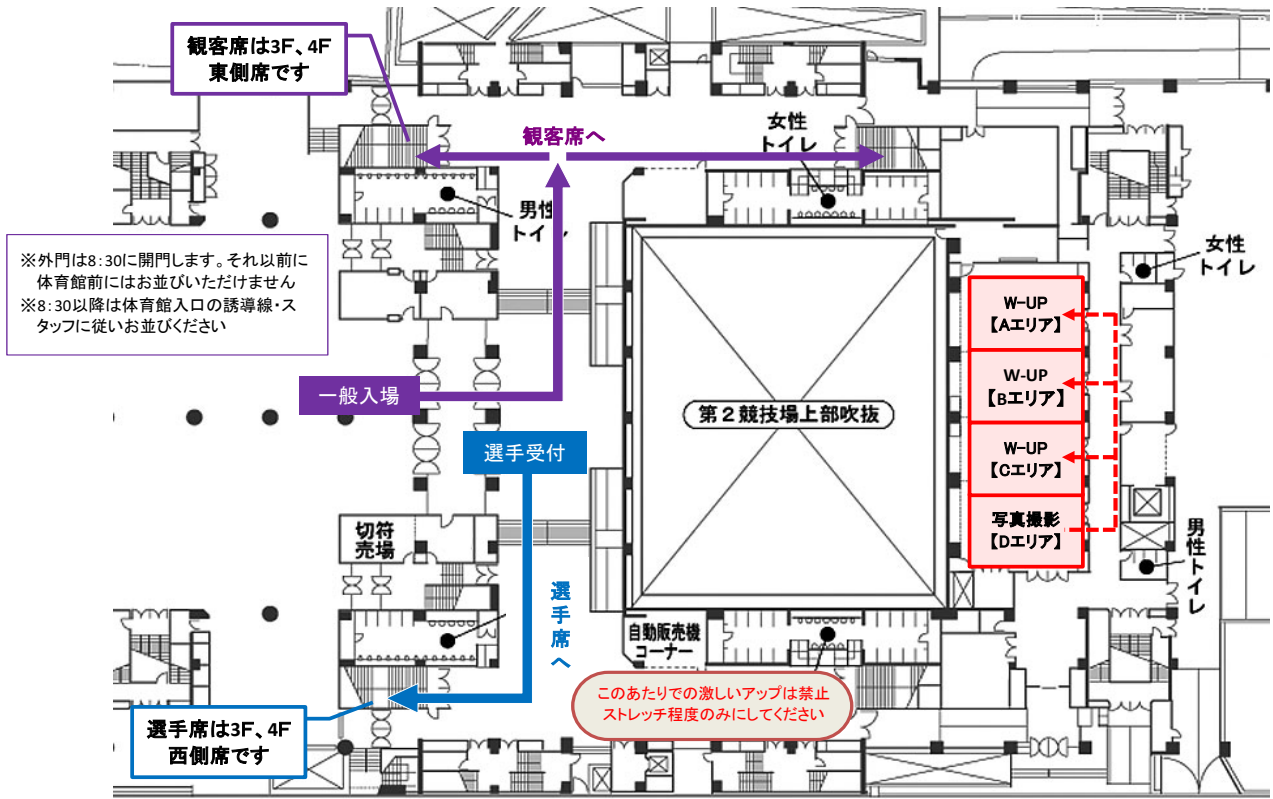 観客席は3F、4F
東側席です
観客席へ
女性
トイレ
男性
トイレ
※外門は8:30に開門します。それ以前に
体育館前にはお並びいただけません
※8:30以降は体育館入口の誘導線・ス
タッフに従いお並びください
女性
トイレ
W-UP
【Aエリア】
W-UP
【Bエリア】
W-UP
【Cエリア】
写真撮影
【Dエリア】
一般入場
第2競技場上部吹抜
選手受付
切符
売場
選手席へ
男性トイレ
自動販売機
コーナー
このあたりでの激しいアップは禁止
ストレッチ程度のみにしてください
選手席は3F、4F
西側席です